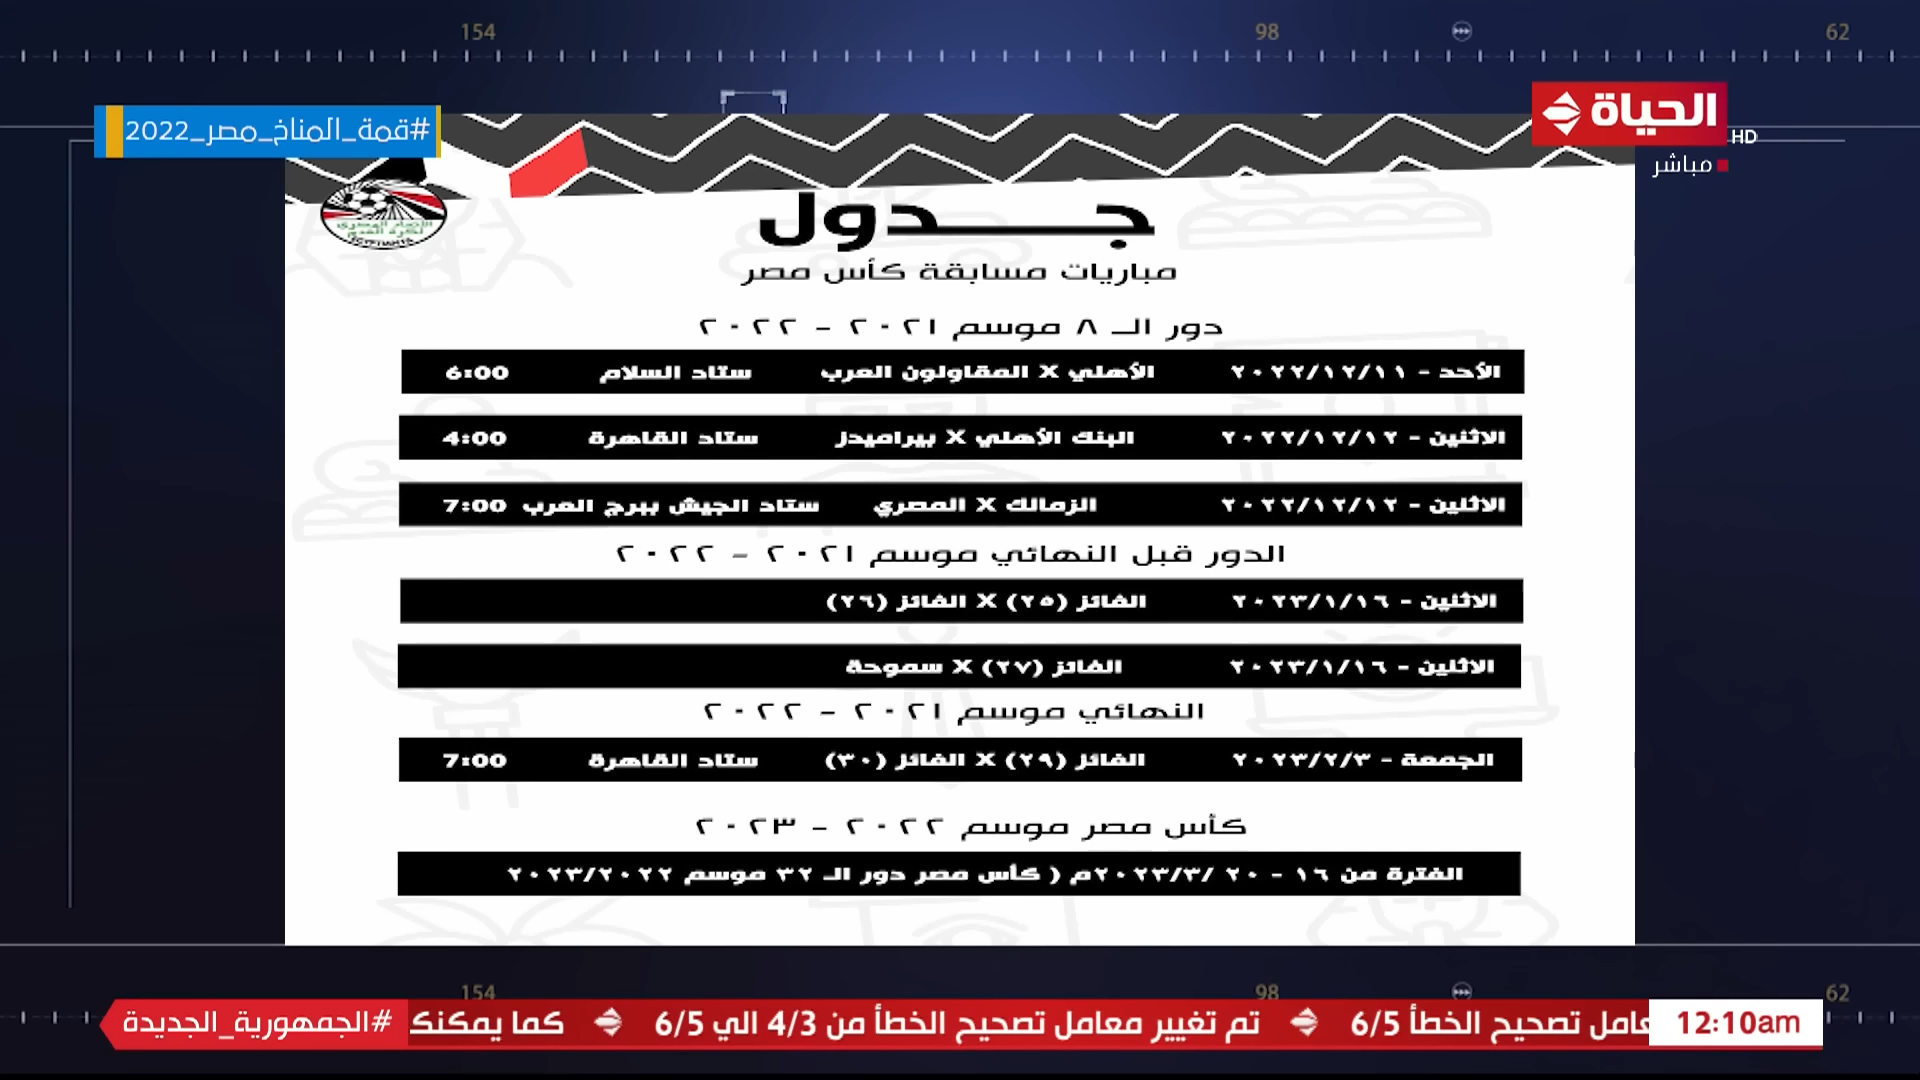 154 98 62
#قمة_المناخ_مصر_2022
الحياة HD
مباشر
جـــدول
مباريات مسابقة كأس مصر
دور الـ ٨ موسم ٢٠٢١ - ٢٠٢٢
الأحد - ٢٠٢٢/١٢/١١ الأهلي X المقاولون العرب ستاد السلام 6:00
الاثنين - ٢٠٢٢/١٢/١٢ البنك الأهلي X بيراميدز ستاد القاهرة 4:00
الاثنين - ٢٠٢٢/١٢/١٢ الزمالك X المصري ستاد الجيش ببرج العرب 7:00
الدور قبل النهائي موسم ٢٠٢١ - ٢٠٢٢
الاثنين - ٢٠٢٣/١/١٦ الفائز (٢٥) X الفائز (٢٦)
الاثنين - ٢٠٢٣/١/١٦ الفائز (٢٧) X سموحة
النهائي موسم ٢٠٢١ - ٢٠٢٢
الجمعة - ٢٠٢٣/٢/٣ الفائز (٢٩) X الفائز (٣٠) ستاد القاهرة 7:00
كأس مصر موسم ٢٠٢٢ - ٢٠٢٣
الفترة من ١٦ - ٢٠ /٢٠٢٣/٣م ( كأس مصر دور الـ ٣٢ موسم ٢٠٢٣/٢٠٢٢
154 98 62
12:10am عامل تصحيح الخطأ 6/5 تم تغيير معامل تصحيح الخطأ من 4/3 الي 6/5 كما يمكنك #الجمهورية_الجديدة